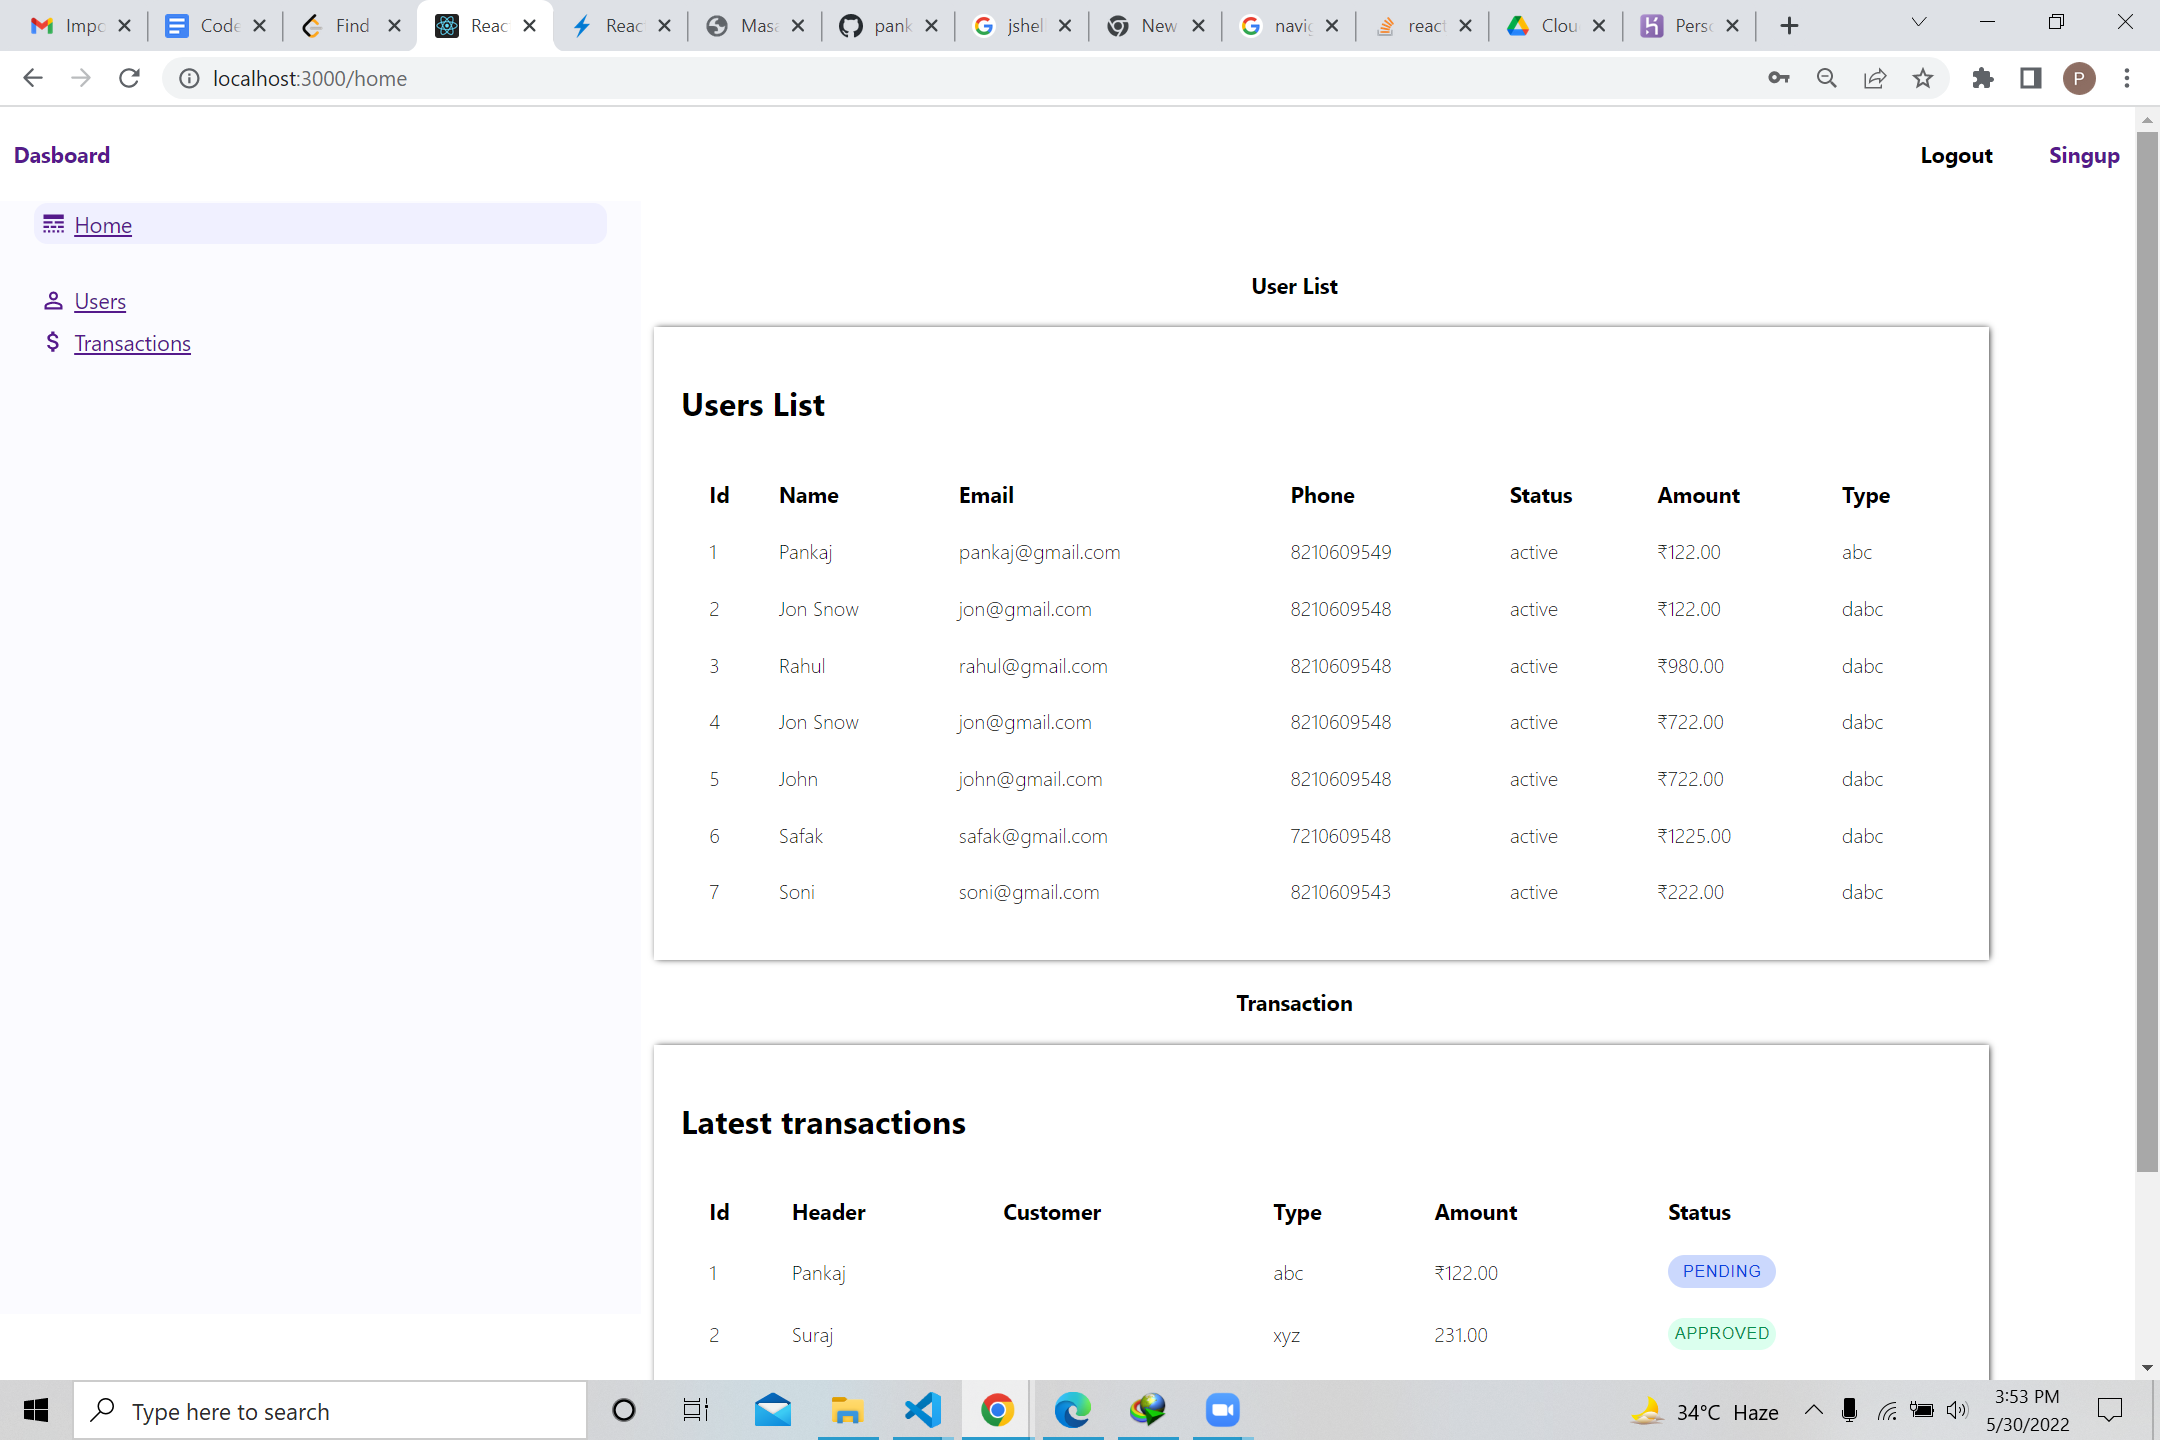 Impo Code Find Reac Reac Masa pank jshel New navig react Clou Perso
localhost:3000/home P
Dasboard Logout Singup
Home
Users
Transactions
User List
Users List
Id Name Email Phone Status Amount Type
1 Pankaj pankaj@gmail.com 8210609549 active ₹122.00 abc
2 Jon Snow jon@gmail.com 8210609548 active ₹122.00 dabc
3 Rahul rahul@gmail.com 8210609548 active ₹980.00 dabc
4 Jon Snow jon@gmail.com 8210609548 active ₹722.00 dabc
5 John john@gmail.com 8210609548 active ₹722.00 dabc
6 Safak safak@gmail.com 7210609548 active ₹1225.00 dabc
7 Soni soni@gmail.com 8210609543 active ₹222.00 dabc
Transaction
Latest transactions
Id Header Customer Type Amount Status
1 Pankaj abc ₹122.00 PENDING
2 Suraj xyz 231.00 APPROVED
Type here to search 34°C Haze 3:53 PM
5/30/2022